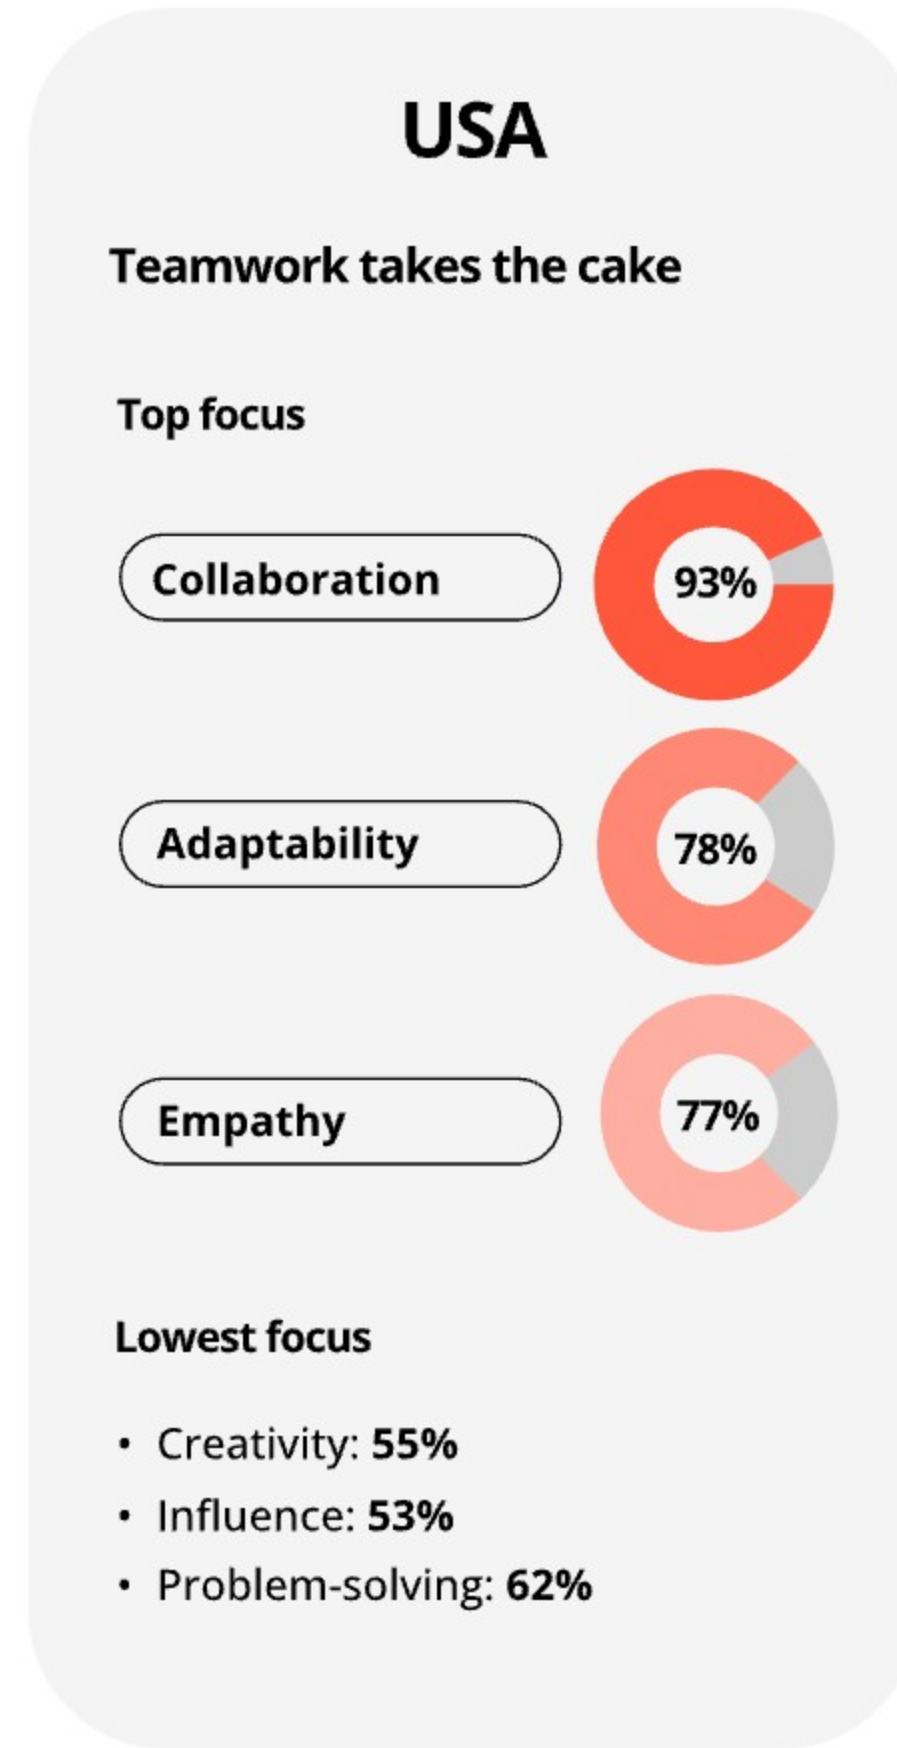 USA
Teamwork takes the cake
Top focus
Collaboration
93%
Adaptability
78%
Empathy
77%
Lowest focus
• Creativity: 55%
• Influence: 53%
• Problem-solving: 62%